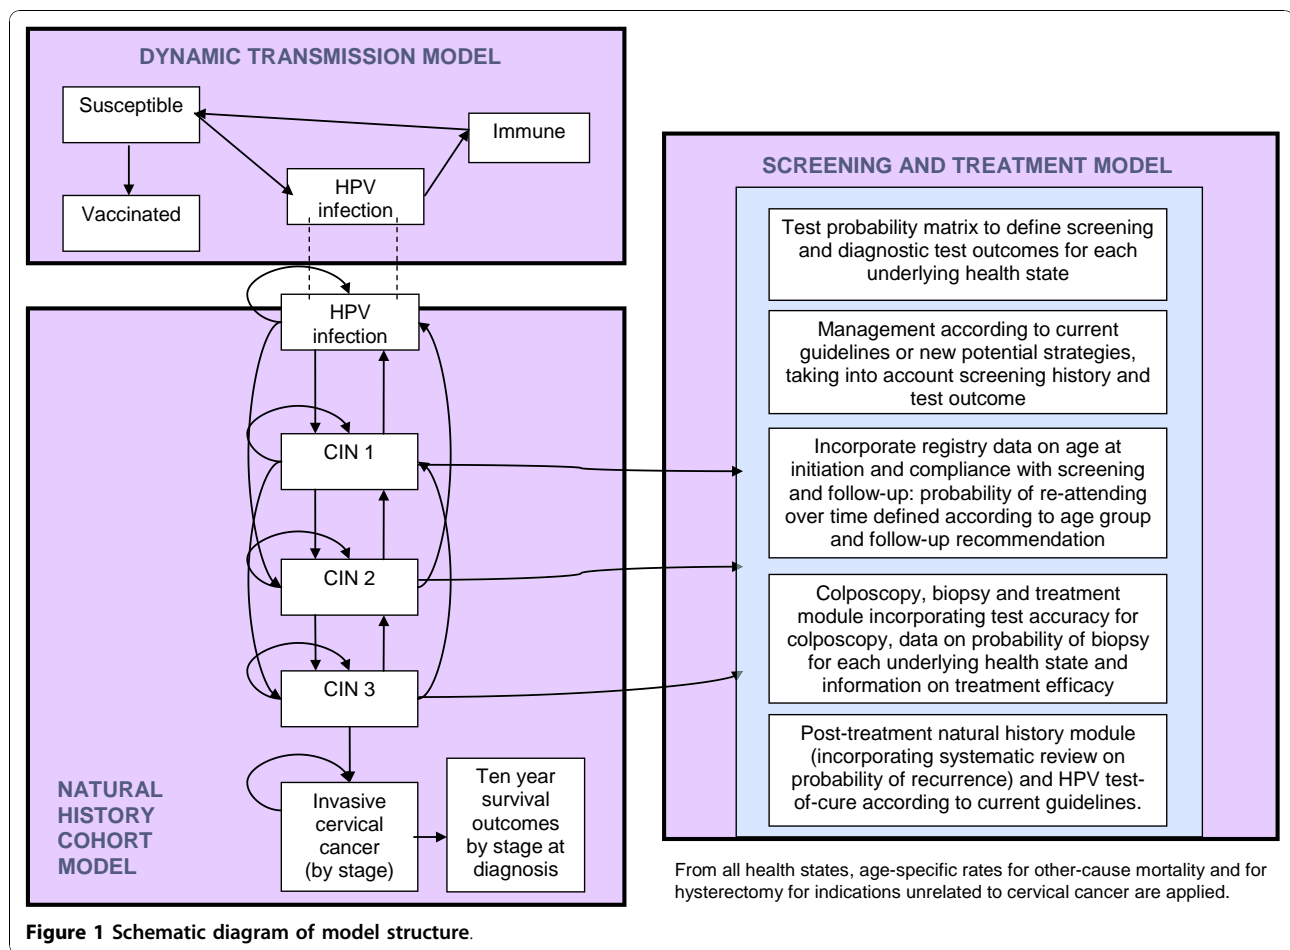 DYNAMIC TRANSMISSION MODEL
Susceptible
Immune
HPV
infection
Vaccinated
HPV
infection
CIN 1
CIN 2
CIN 3
Invasive
cervical
cancer
(by stage)
Ten year
survival
outcomes
by stage at
diagnosis
NATURAL
HISTORY
COHORT
MODEL
SCREENING AND TREATMENT MODEL
Test probability matrix to define screening
and diagnostic test outcomes for each
underlying health state
Management according to current
guidelines or new potential strategies,
taking into account screening history and
test outcome
Incorporate registry data on age at
initiation and compliance with screening
and follow-up: probability of re-attending
over time defined according to age group
and follow-up recommendation
Colposcopy, biopsy and treatment
module incorporating test accuracy for
colposcopy, data on probability of biopsy
for each underlying health state and
information on treatment efficacy
Post-treatment natural history module
(incorporating systematic review on
probability of recurrence) and HPV test-
of-cure according to current guidelines.
From all health states, age-specific rates for other-cause mortality and for
hysterectomy for indications unrelated to cervical cancer are applied.
Figure 1 Schematic diagram of model structure.